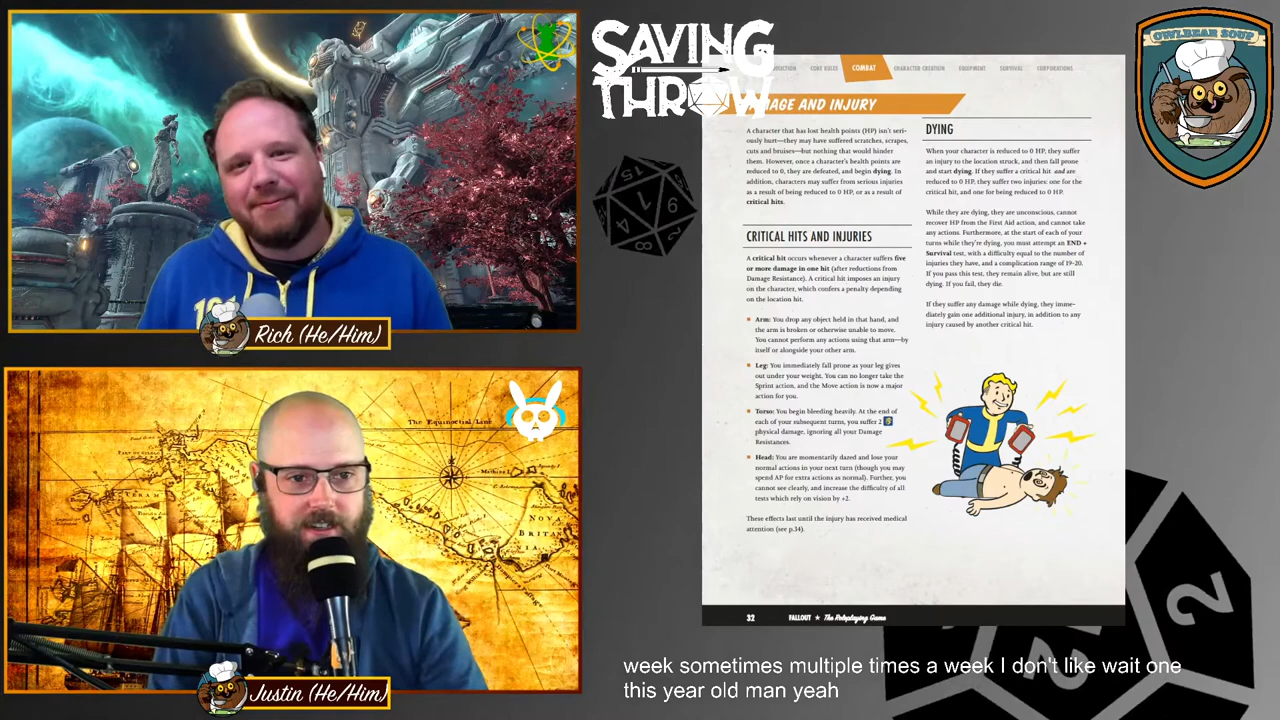 SAVING
THROW
OWLBEAR SOUP
CORE RULES
COMBAT
CHARACTER CREATION
EQUIPMENT
SURVIVAL
CORPORATIONS
AGE AND INJURY
A character that has lost health points (HP) isn't seri-
ously hurt—they may have suffered scratches, scrapes,
cuts and bruises—but nothing that would hinder
them. However, once a character's health points are
reduced to 0, they are defeated, and begin dying. In
addition, characters may suffer from serious injuries
as a result of being reduced to 0 HP, or as a result of
critical hits.
CRITICAL HITS AND INJURIES
A critical hit occurs whenever a character suffers five
or more damage in one hit (after reductions from
Damage Resistance). A critical hit imposes an injury
on the character, which confers a penalty depending
on the location hit.
Arm: You drop any object held in that hand, and
the arm is broken or otherwise unable to move.
You cannot perform any actions using that arm—by
itself or alongside your other arm.
Leg: You immediately fall prone as your leg gives
out under your weight. You can no longer take the
Sprint action, and the Move action is now a major
action for you.
Torso: You begin bleeding heavily. At the end of
each of your subsequent turns, you suffer 2
physical damage, ignoring all your Damage
Resistances.
Head: You are momentarily dazed and lose your
normal actions in your next turn (though you may
spend AP for extra actions as normal). Further, you
cannot see clearly, and increase the difficulty of all
tests which rely on vision by +2.
These effects last until the injury has received medical
attention (see p.34).
DYING
When your character is reduced to 0 HP, they suffer
an injury to the location struck, and then fall prone
and start dying. If they suffer a critical hit and are
reduced to 0 HP, they suffer two injuries: one for the
critical hit, and one for being reduced to 0 HP.
While they are dying, they are unconscious, cannot
recover HP from the First Aid action, and cannot take
any actions. Furthermore, at the start of each of your
turns while they're dying, you must attempt an END +
Survival test, with a difficulty equal to the number of
injuries they have, and a complication range of 19-20.
If you pass this test, they remain alive, but are still
dying. If you fail, they die.
If they suffer any damage while dying, they imme-
diately gain one additional injury, in addition to any
injury caused by another critical hit.
32
FALLOUT ★ The Roleplaying Game
Rich (He/Him)
The Equinoctial Line
Justin (He/Him)
week sometimes multiple times a week I don't like wait one
this year old man yeah